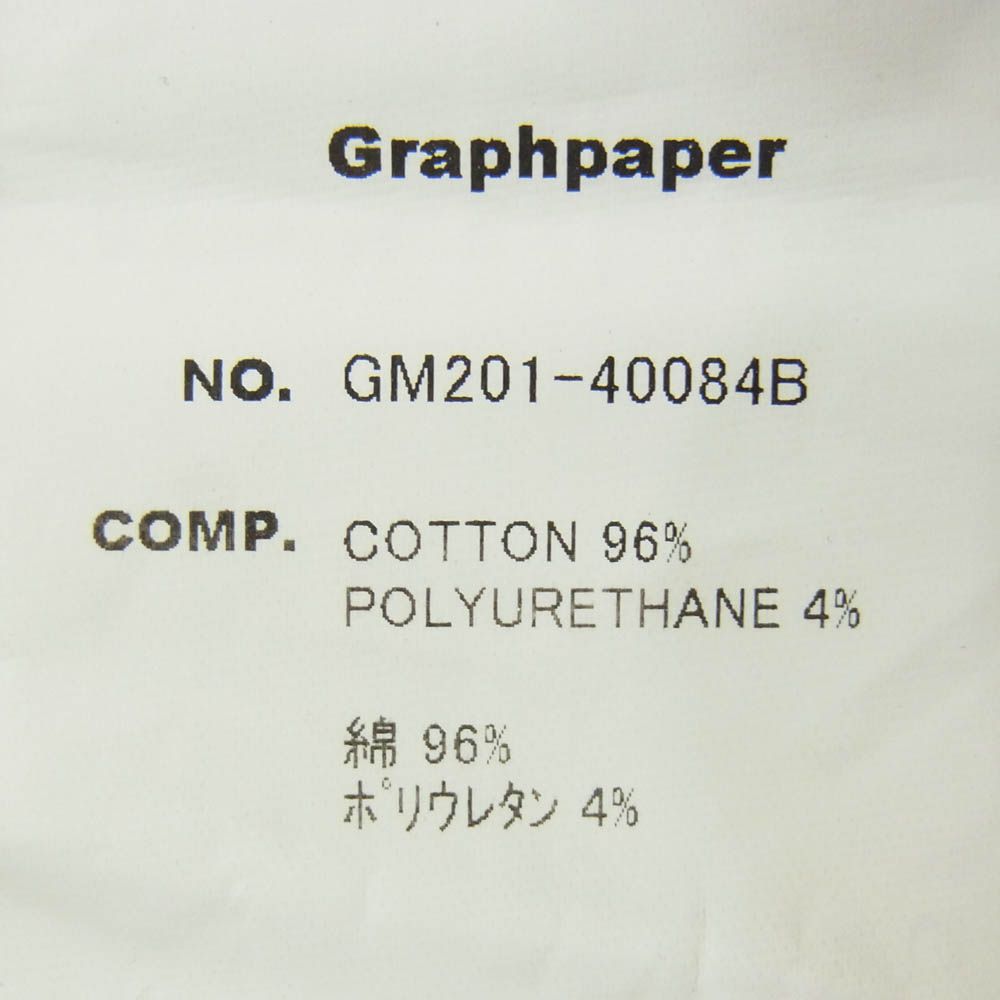 Graphpaper
NO. GM201-40084B
COMP. COTTON 96%
POLYURETHANE 4%
綿 96%
ポリウレタン 4%